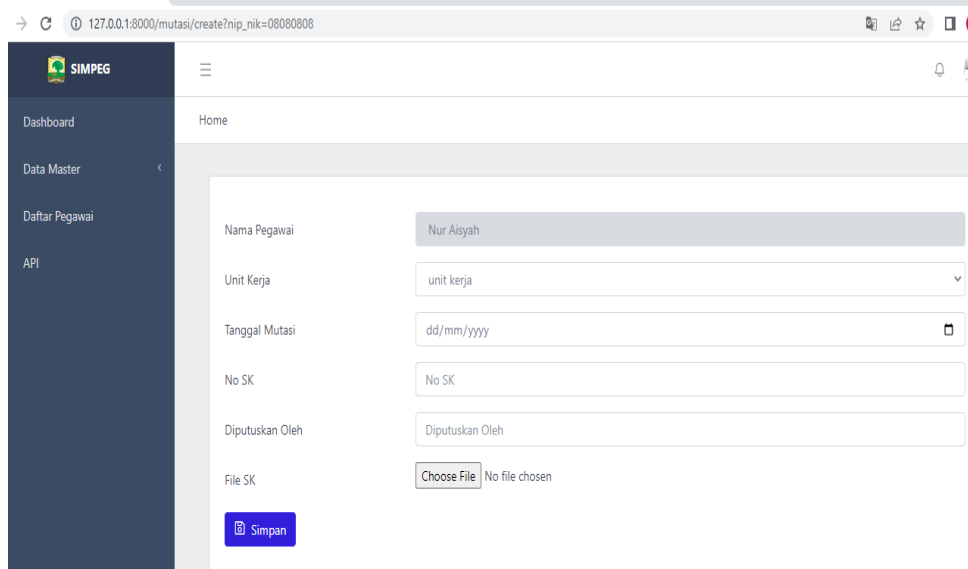 127.0.0.1:8000/mutasi/create?nip_nik=08080808
SIMPEG
Dashboard
Home
Data Master
Daftar Pegawai
API
Nama Pegawai Nur Aisyah
Unit Kerja unit kerja
Tanggal Mutasi dd/mm/yyyy
No SK No SK
Diputuskan Oleh Diputuskan Oleh
File SK Choose File No file chosen
Simpan